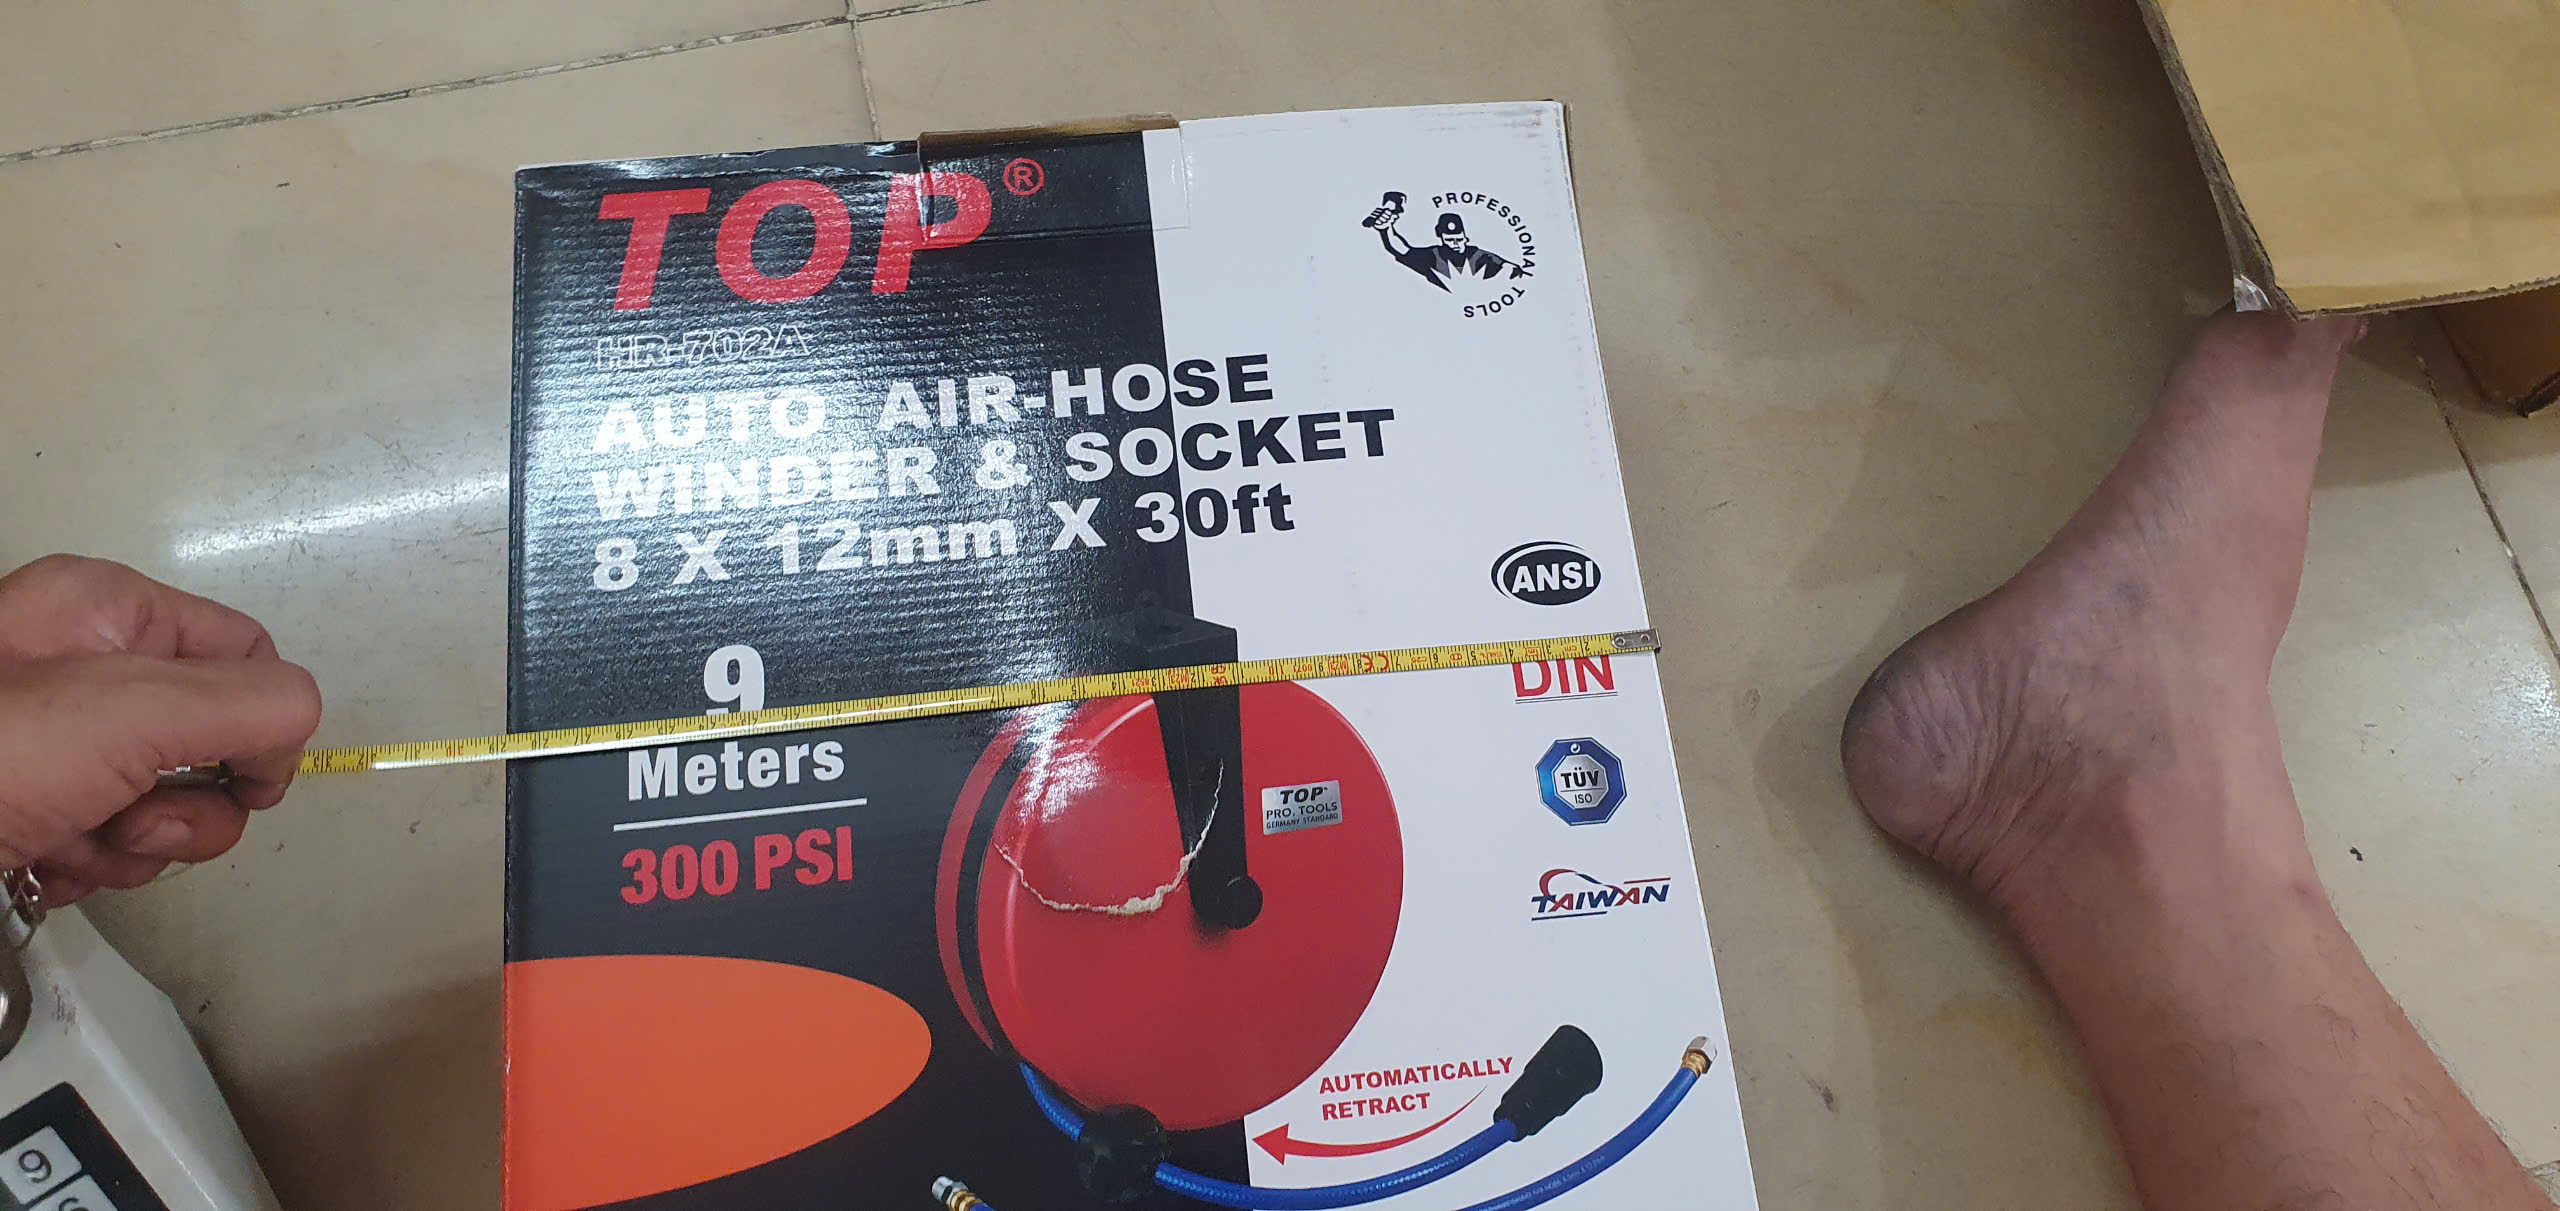 TOP®
PROFESSIONAL TOOLS
HR-702A
AUTO AIR-HOSE
WINDER & SOCKET
8 X 12mm X 30ft
ANSI
9
Meters
DIN
300 PSI
TOP
PRO. TOOLS
GERMANY STANDARD
TÜV
ISO
TAIWAN
AUTOMATICALLY
RETRACT